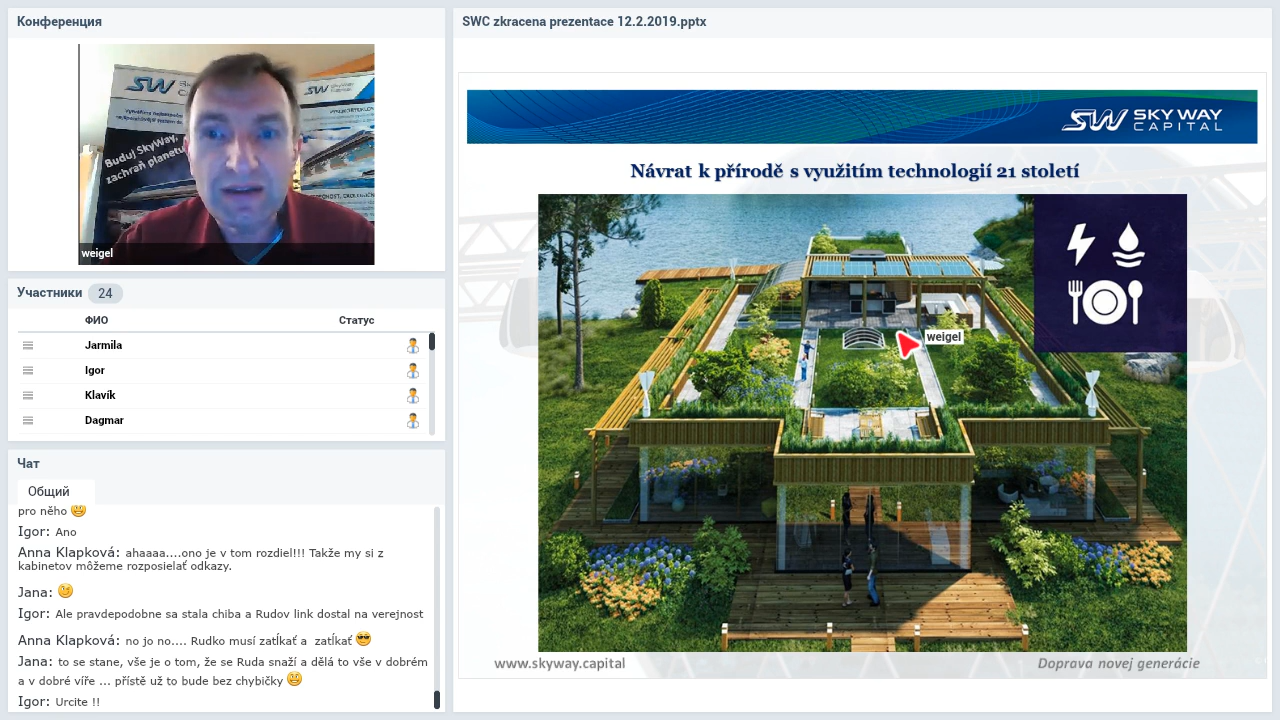 Конференция
SW
Buduj SkyWay,
zachraň planetu
weigel
Участники 24
ФИО Статус
Jarmila
Igor
Klavík
Dagmar
Чат
Общий
pro něho
Igor: Ano
Anna Klapková: ahaaaa....ono je v tom rozdiel!!! Takže my si z
kabinetov môžeme rozposielať odkazy.
Jana:
Igor: Ale pravdepodobne sa stala chiba a Rudov link dostal na verejnost
Anna Klapková: no jo no.... Rudko musí zatĺkať a zatĺkať
Jana: to se stane, vše je o tom, že se Ruda snaží a dělá to vše v dobrém
a v dobré víře ... přístě už to bude bez chybičky
Igor: Urcite !!
SWC zkracena prezentace 12.2.2019.pptx
SW SKY WAY
CAPITAL
Návrat k přírodě s využitím technologií 21 století
weigel
www.skyway.capital
Doprava novej generácie